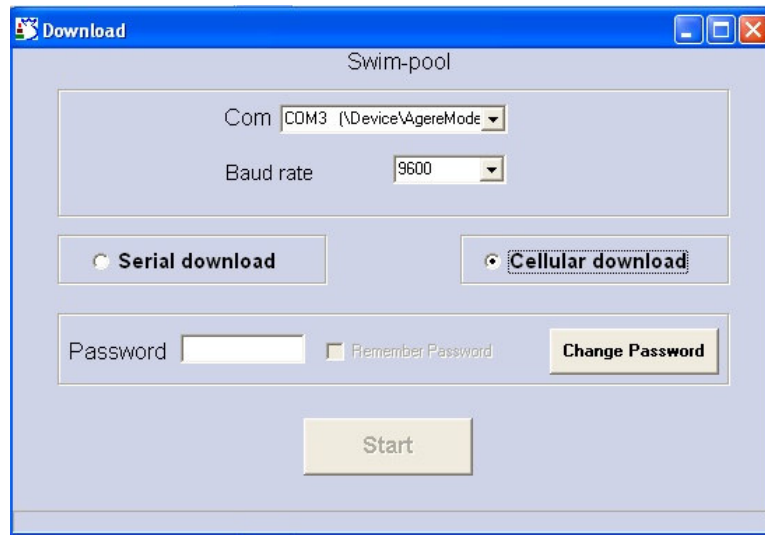 Download
Swim-pool
Com COM3 (\Device\AgereMode
Baud rate 9600
Serial download Cellular download
Password Remember Password Change Password
Start